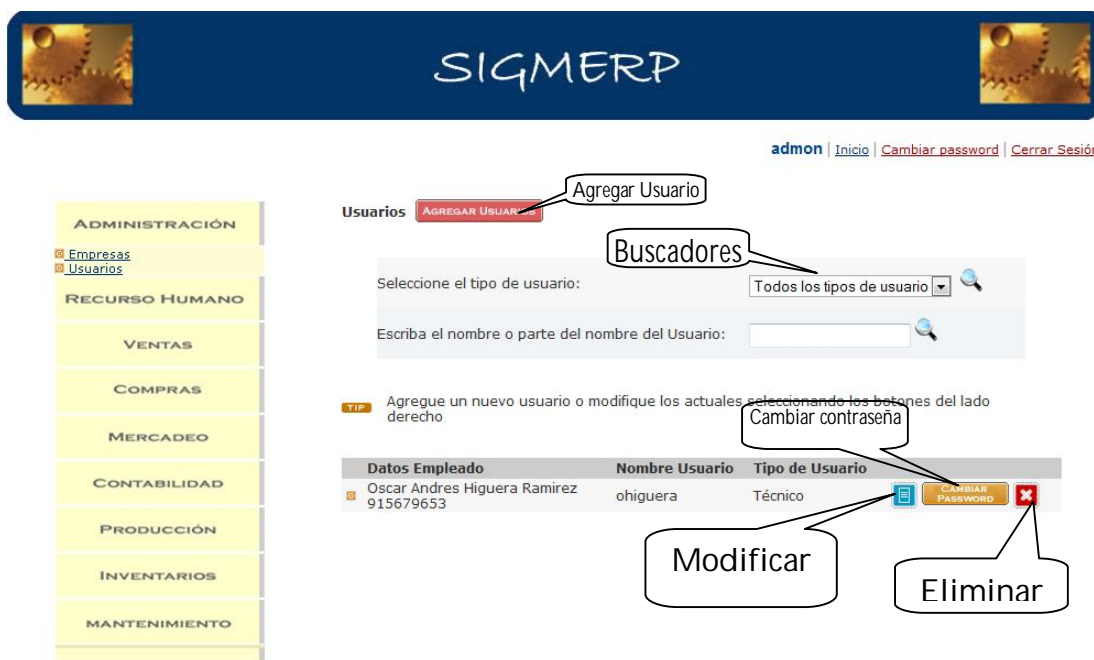 SIGMERP
admon | Inicio | Cambiar password | Cerrar Sesión
Agregar Usuario
Usuarios AGREGAR USUARIOS
ADMINISTRACIÓN
Empresas
Usuarios
RECURSO HUMANO
VENTAS
COMPRAS
MERCADEO
CONTABILIDAD
PRODUCCIÓN
INVENTARIOS
MANTENIMIENTO
Buscadores
Seleccione el tipo de usuario: Todos los tipos de usuario
Escriba el nombre o parte del nombre del Usuario:
TIP Agregue un nuevo usuario o modifique los actuales seleccionando los botones del lado
derecho
Cambiar contraseña
Datos Empleado Nombre Usuario Tipo de Usuario
Oscar Andres Higuera Ramirez
915679653 ohiguera Técnico CAMBIAR PASSWORD
Modificar
Eliminar